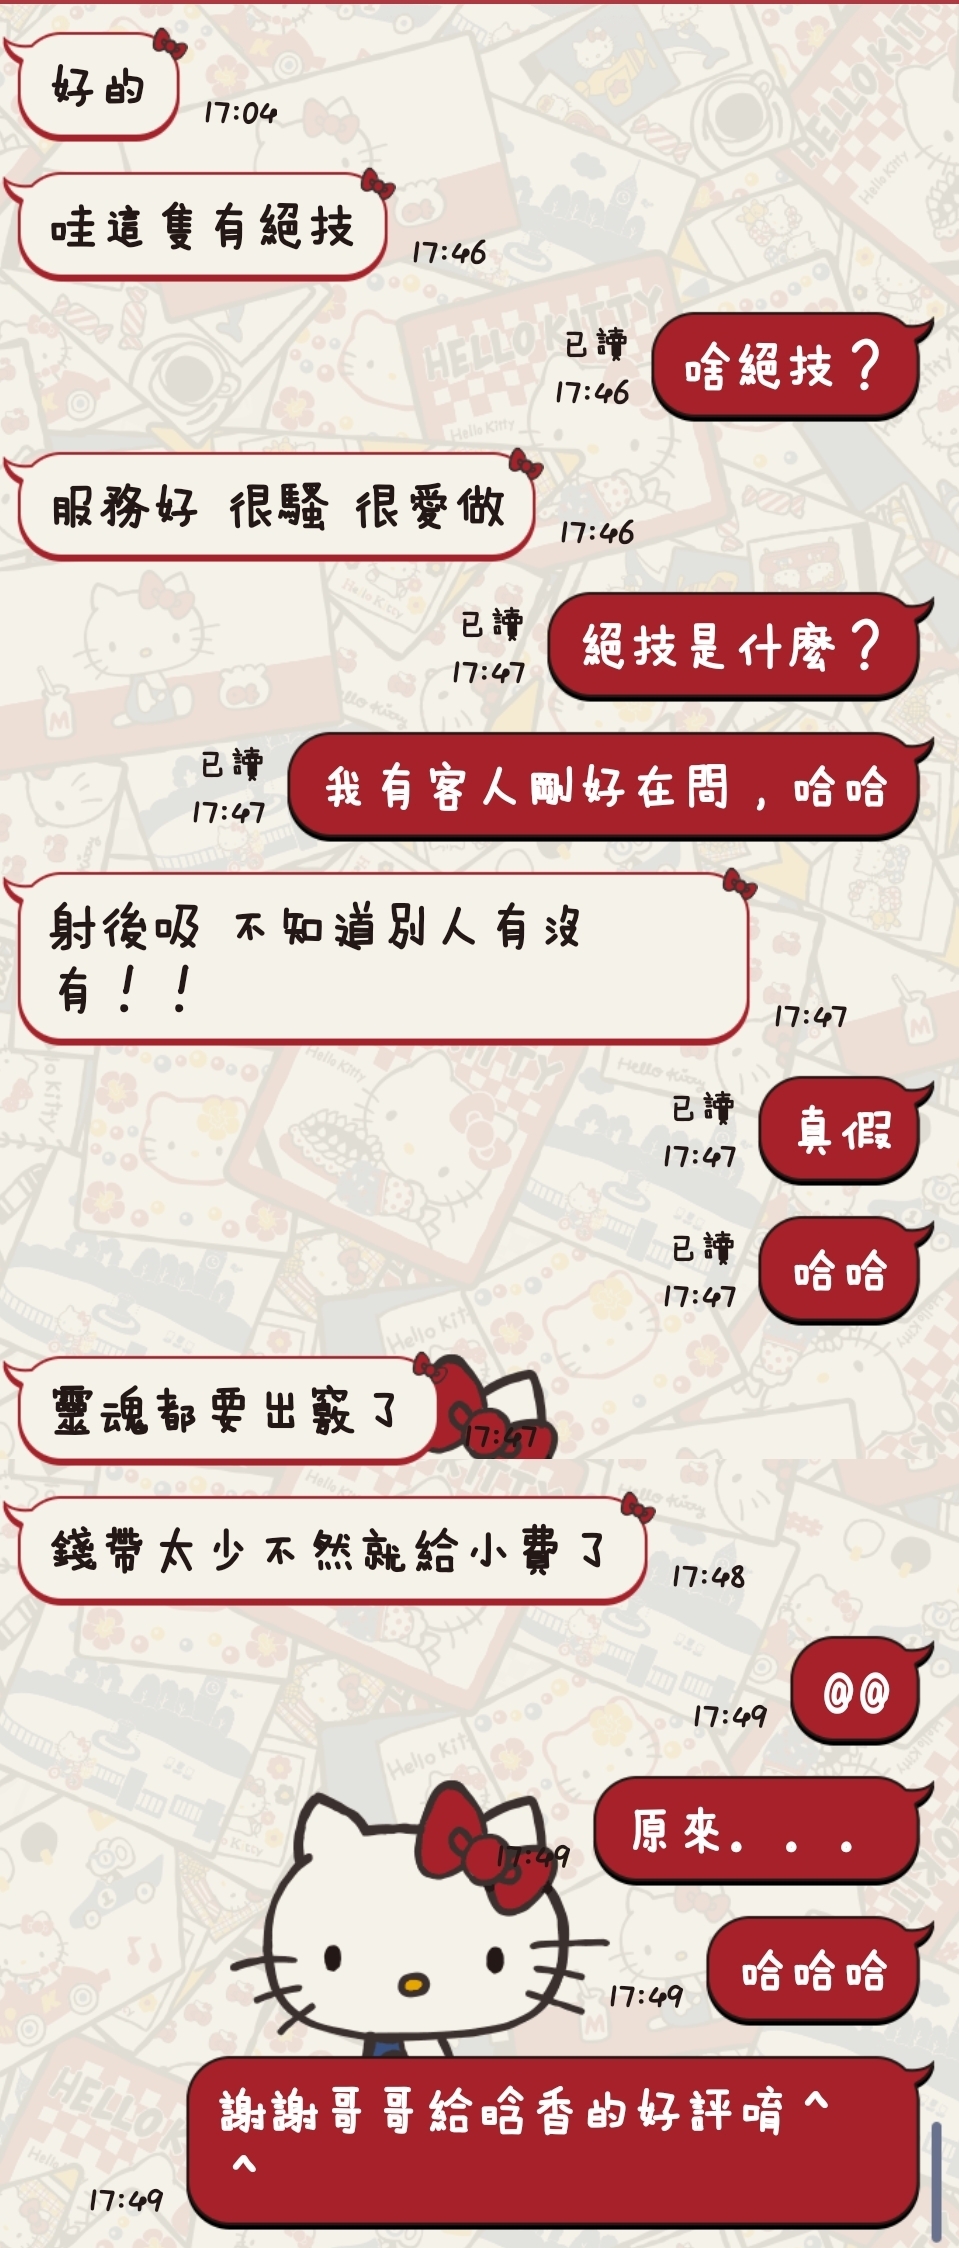 好的
17:04
哇這隻有絕技
17:46
已讀
17:46
啥絕技？
服務好 很騷 很愛做
17:46
已讀
17:47
絕技是什麼？
已讀
17:47
我有客人剛好在問，哈哈
射後吸 不知道別人有沒
有！！
17:47
已讀
17:47
真假
已讀
17:47
哈哈
靈魂都要出竅了
17:47
錢帶太少不然就給小費了
17:48
17:49
@@
17:49
原來...
17:49
哈哈哈
謝謝哥哥給晗香的好評唷^
^
17:49
HELLO KITTY
Hello Kitty